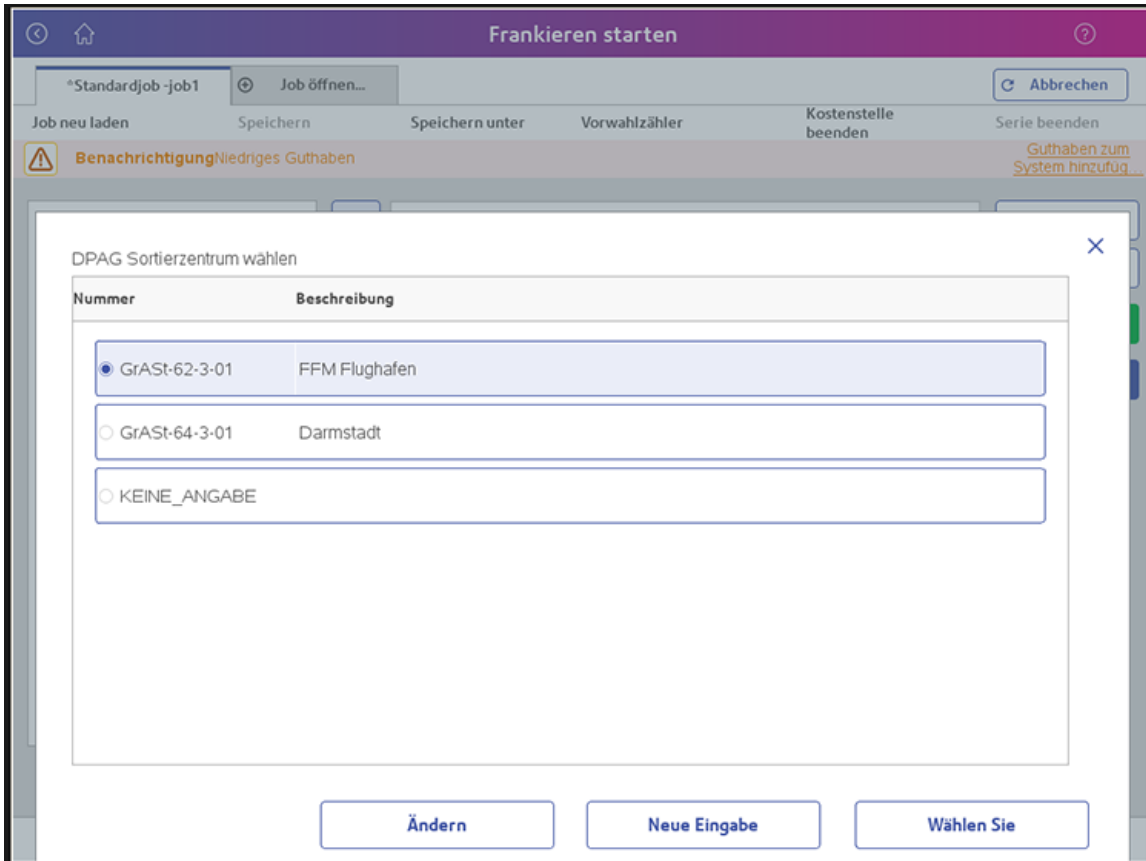 Frankieren starten
*Standardjob -job1
Job öffnen...
Abbrechen
Job neu laden
Speichern
Speichern unter
Vorwahlzähler
Kostenstelle
beenden
Serie beenden
BenachrichtigungNiedriges Guthaben
Guthaben zum
System hinzufüg...
DPAG Sortierzentrum wählen
Nummer Beschreibung
GrASt-62-3-01 FFM Flughafen
GrASt-64-3-01 Darmstadt
KEINE_ANGABE
Ändern
Neue Eingabe
Wählen Sie